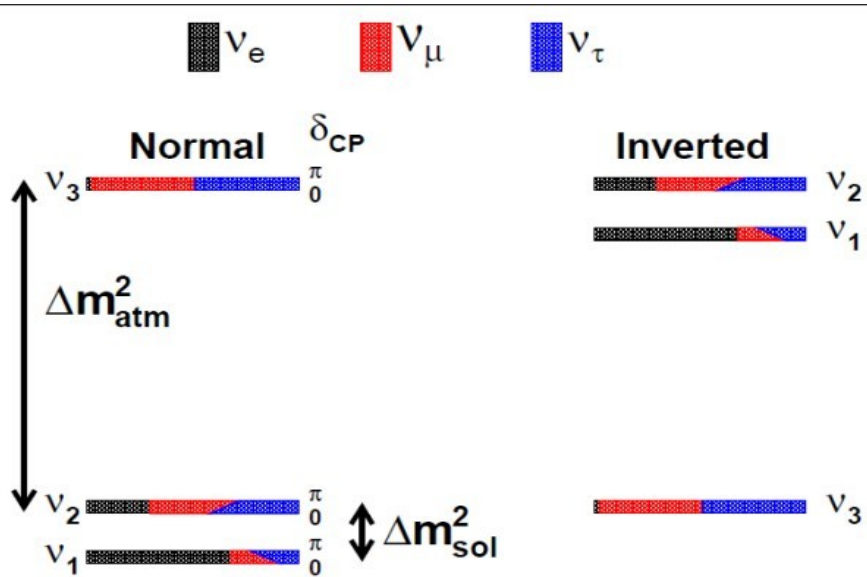 νe νμ ντ
Normal δCP Inverted
ν3 π 0 ν2
ν1
Δm²atm
ν2 π 0 Δm²sol ν3
ν1 π 0